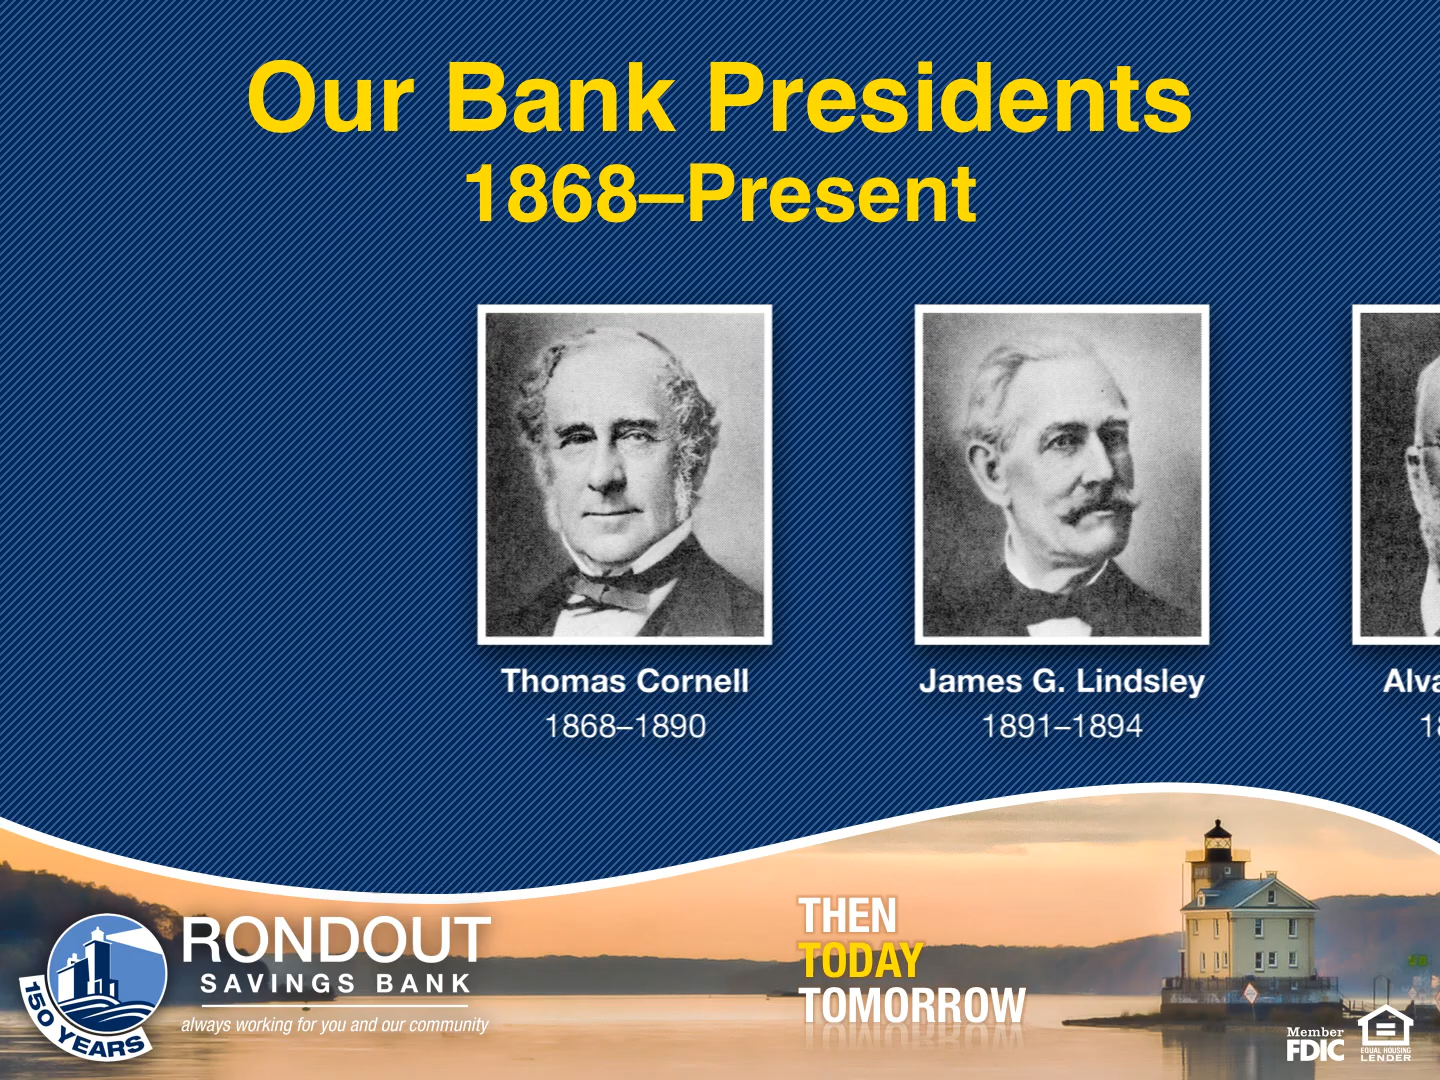 Our Bank Presidents
1868–Present
Thomas Cornell
1868–1890
James G. Lindsley
1891–1894
RONDOUT
SAVINGS BANK
always working for you and our community
150 YEARS
THEN
TODAY
TOMORROW
Member
FDIC
EQUAL HOUSING
LENDER